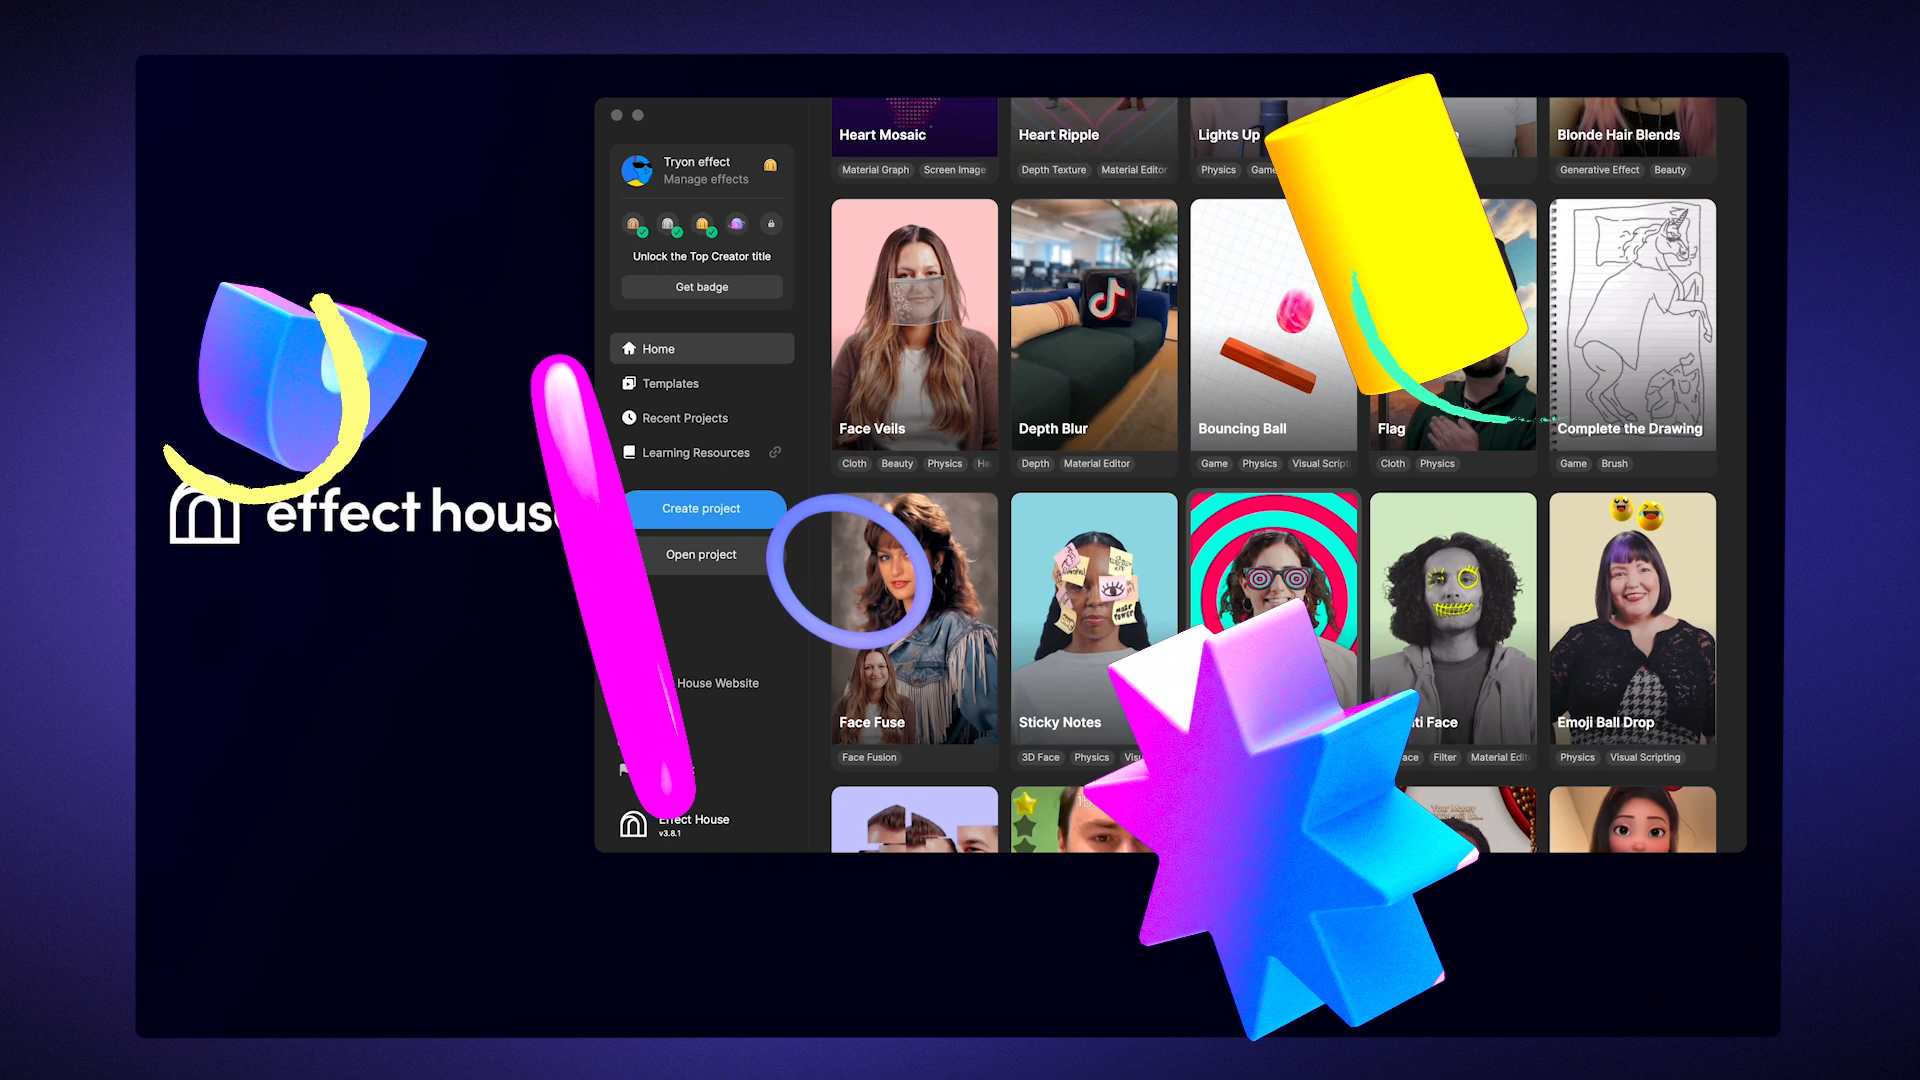 effect house
Tryon effect
Manage effects
Unlock the Top Creator title
Get badge
Home
Templates
Recent Projects
Learning Resources
Create project
Open project
House Website
Effect House
v3.8.1
Heart Mosaic
Material Graph
Screen Image
Heart Ripple
Depth Texture
Material Editor
Lights Up
Physics
Game
Blonde Hair Blends
Generative Effect
Beauty
Face Veils
Cloth
Beauty
Physics
Depth Blur
Depth
Material Editor
Bouncing Ball
Game
Physics
Visual Script
Flag
Cloth
Physics
Complete the Drawing
Game
Brush
Face Fuse
Face Fusion
Sticky Notes
3D Face
Physics
Face
Filter
Material Edit
Emoji Ball Drop
Physics
Visual Scripting